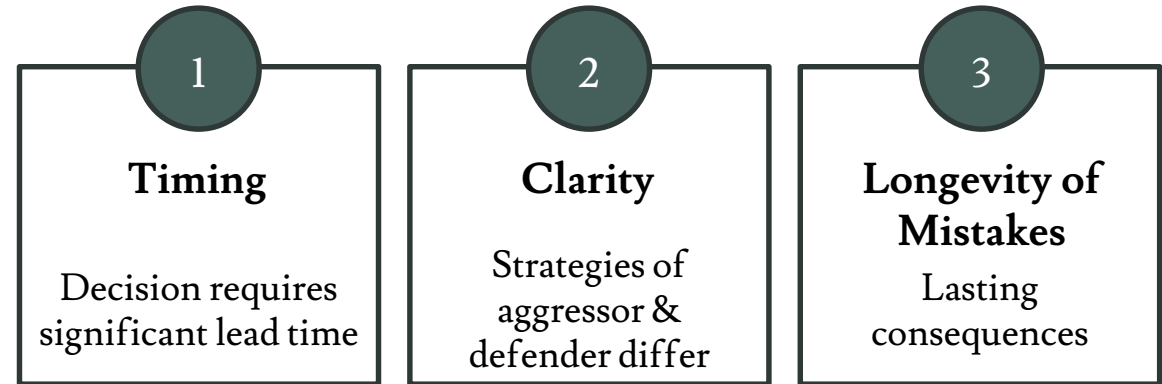 1
Timing
Decision requires
significant lead time
2
Clarity
Strategies of
aggressor &
defender differ
3
Longevity of
Mistakes
Lasting
consequences